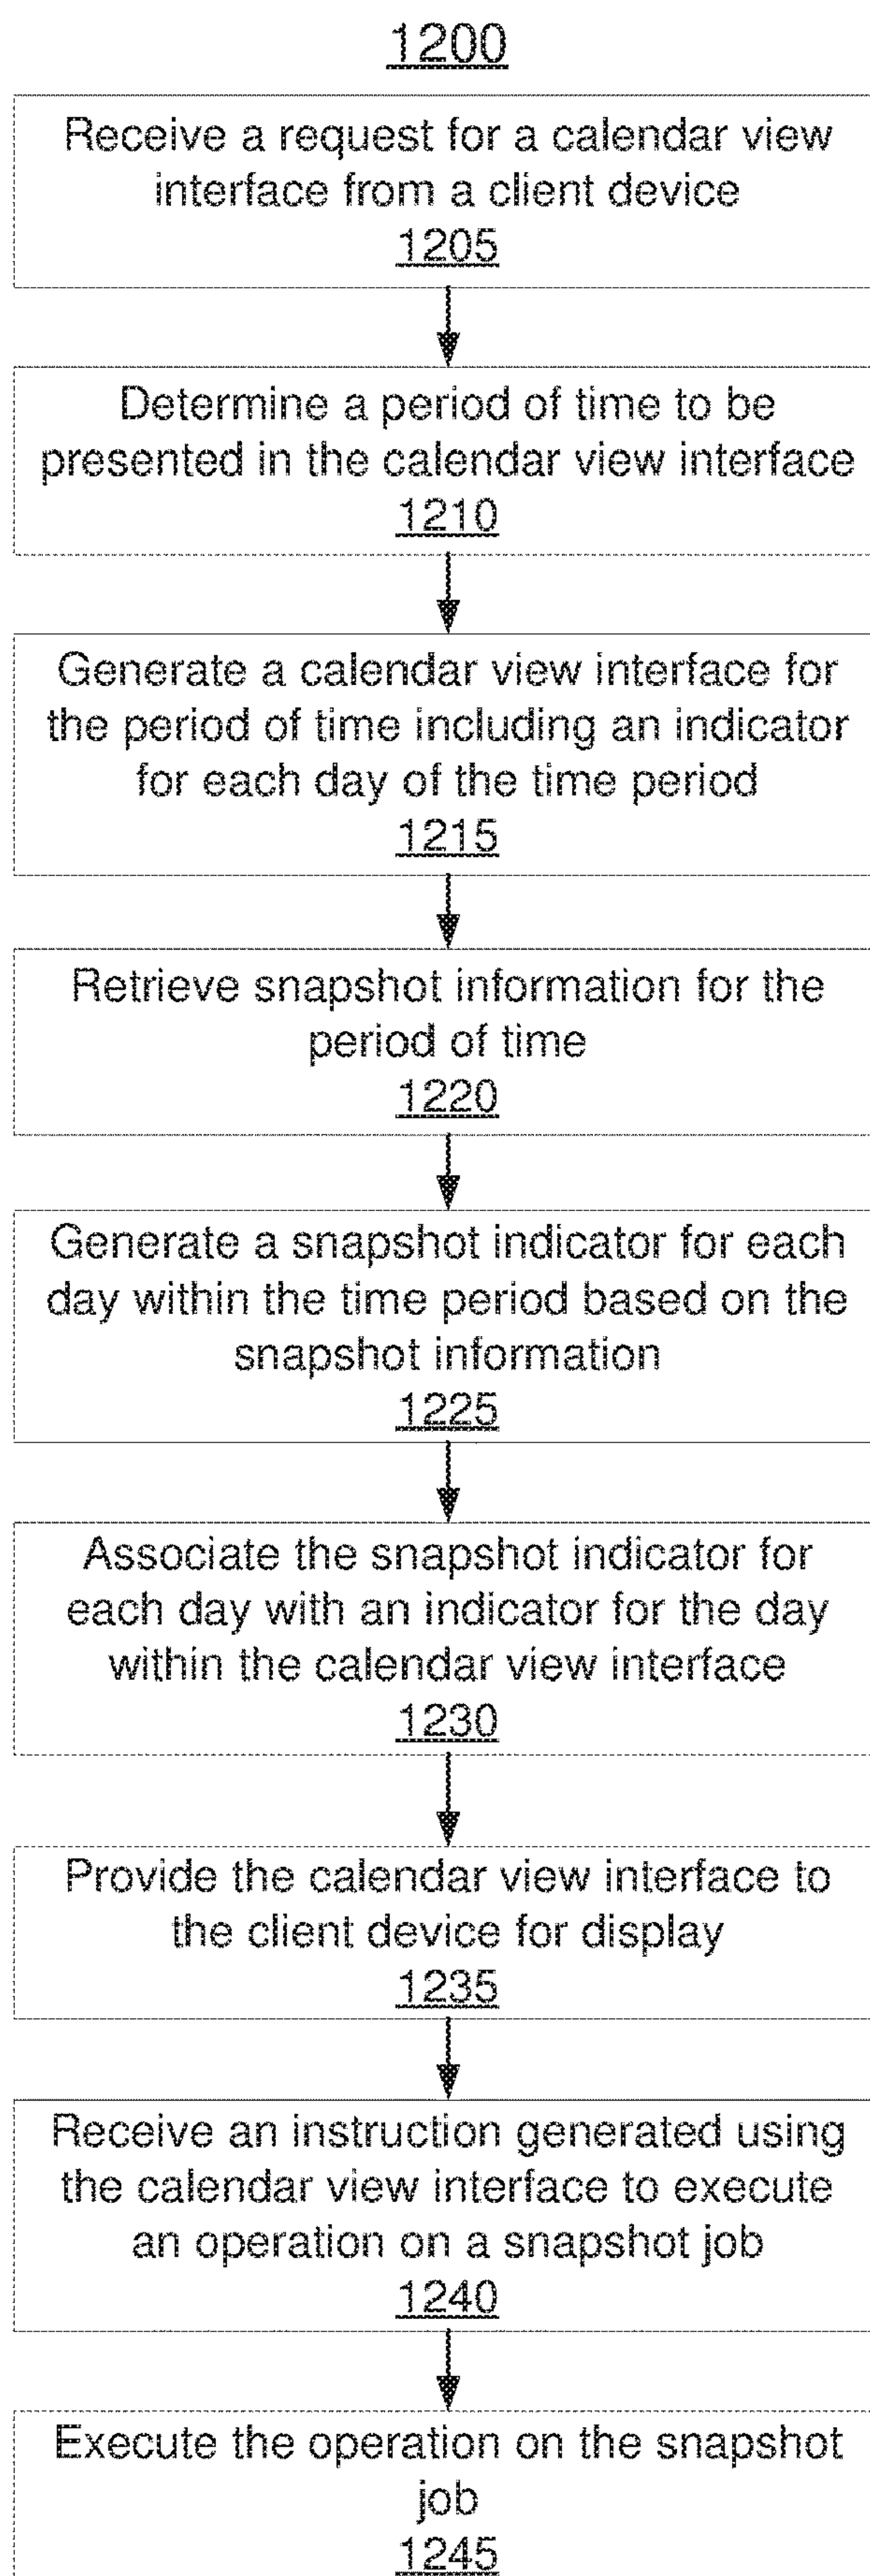 1200
Receive a request for a calendar view
interface from a client device
1205
Determine a period of time to be
presented in the calendar view interface
1210
Generate a calendar view interface for
the period of time including an indicator
for each day of the time period
1215
Retrieve snapshot information for the
period of time
1220
Generate a snapshot indicator for each
day within the time period based on the
snapshot information
1225
Associate the snapshot indicator for
each day with an indicator for the day
within the calendar view interface
1230
Provide the calendar view interface to
the client device for display
1235
Receive an instruction generated using
the calendar view interface to execute
an operation on a snapshot job
1240
Execute the operation on the snapshot
job
1245